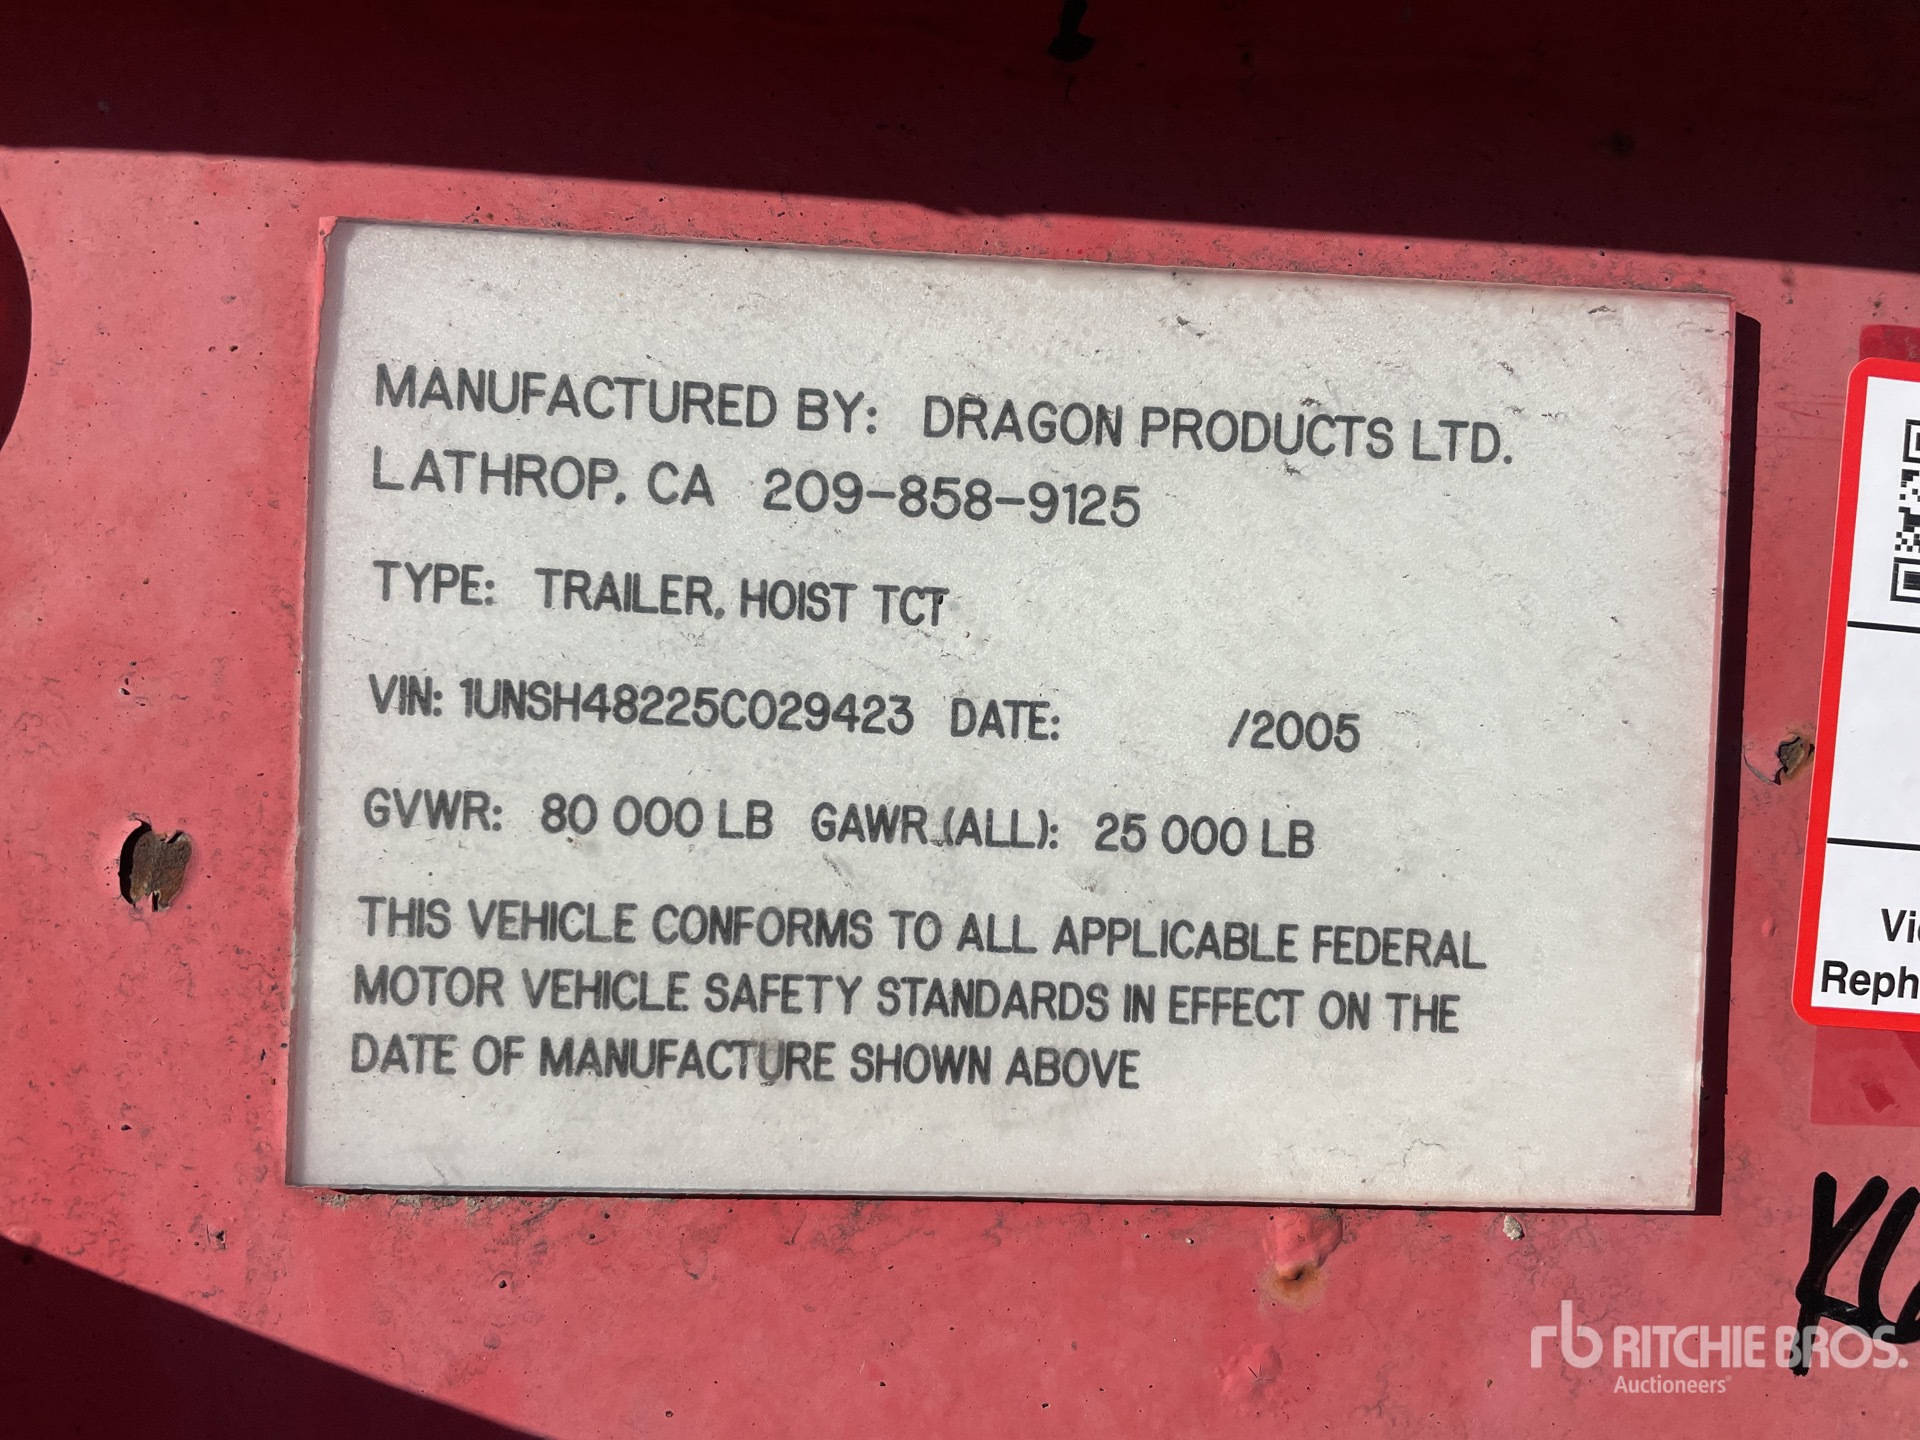 MANUFACTURED BY: DRAGON PRODUCTS LTD.
LATHROP, CA 209-858-9125
TYPE: TRAILER, HOIST TCT
VIN: 1UNSH48225C029423 DATE: /2005
GVWR: 80 000 LB GAWR (ALL): 25 000 LB
THIS VEHICLE CONFORMS TO ALL APPLICABLE FEDERAL
MOTOR VEHICLE SAFETY STANDARDS IN EFFECT ON THE
DATE OF MANUFACTURE SHOWN ABOVE
rb RITCHIE BROS.
Auctioneers